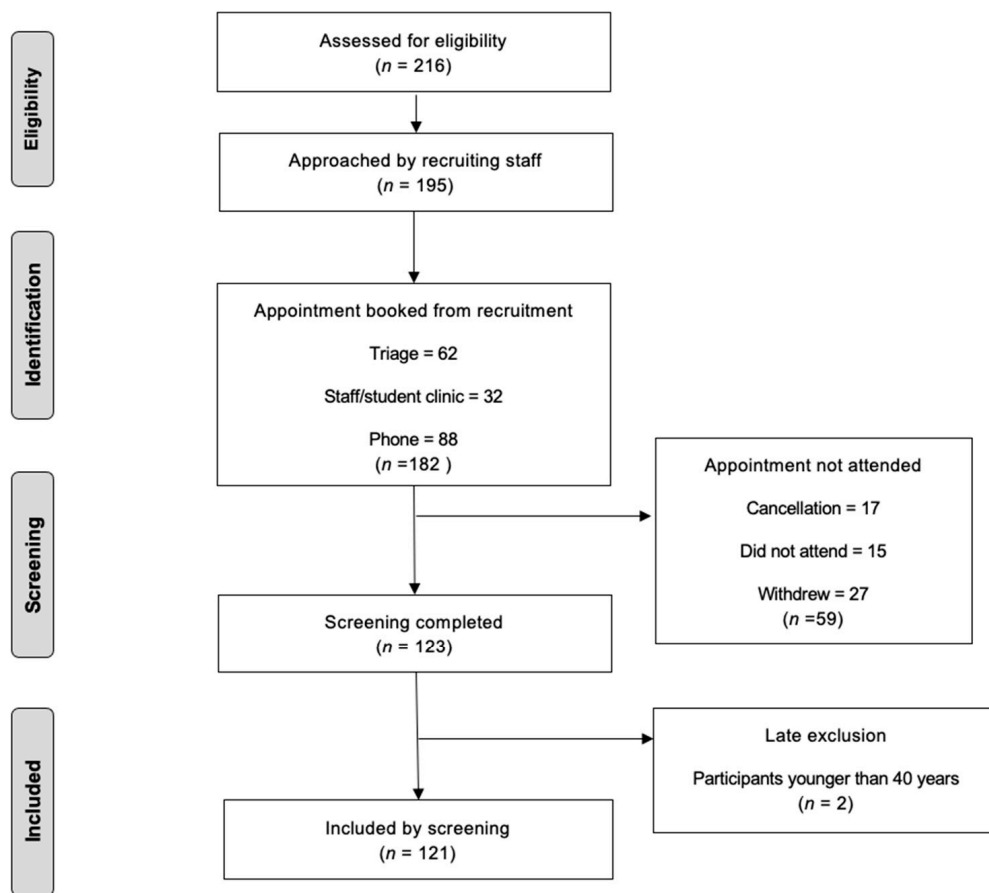 Eligibility
Assessed for eligibility
(n = 216)
Approached by recruiting staff
(n = 195)
Identification
Appointment booked from recruitment
Triage = 62
Staff/student clinic = 32
Phone = 88
(n =182 )
Screening
Appointment not attended
Cancellation = 17
Did not attend = 15
Withdrew = 27
(n =59)
Screening completed
(n = 123)
Included
Late exclusion
Participants younger than 40 years
(n = 2)
Included by screening
(n = 121)